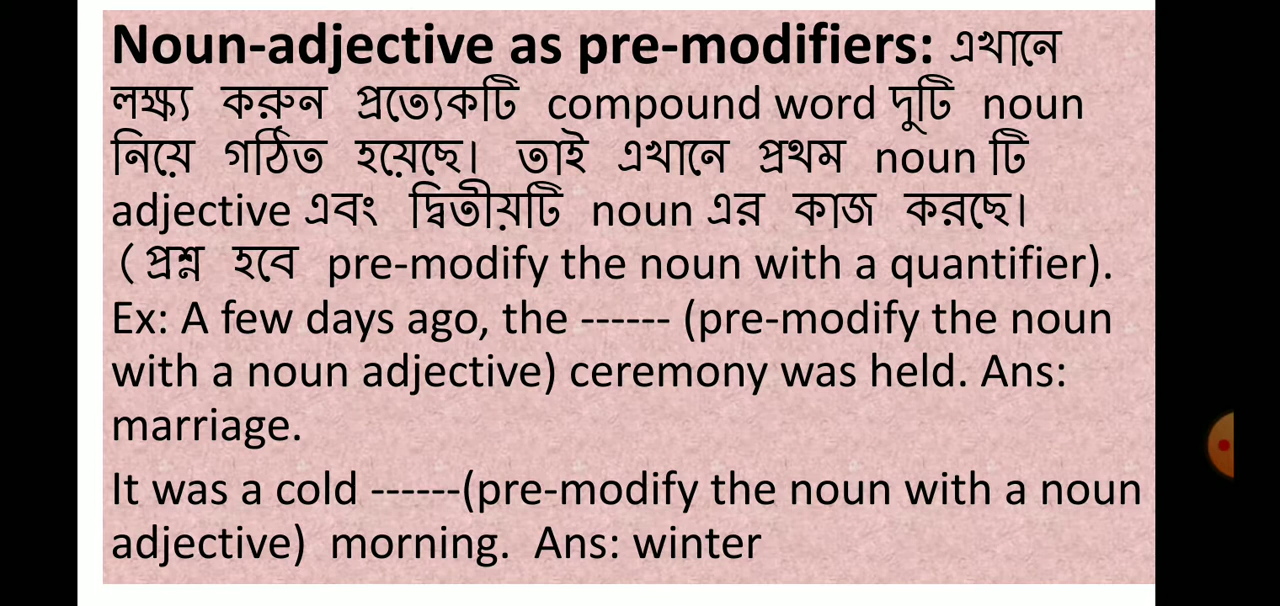 Noun-adjective as pre-modifiers: এখানে
লক্ষ্য করুন প্রত্যেকটি compound word দুটি noun
নিয়ে গঠিত হয়েছে। তাই এখানে প্রথম noun টি
adjective এবং দ্বিতীয়টি noun এর কাজ করছে।
( প্রশ্ন হবে pre-modify the noun with a quantifier).
Ex: A few days ago, the ------ (pre-modify the noun
with a noun adjective) ceremony was held. Ans:
marriage.
It was a cold ------(pre-modify the noun with a noun
adjective) morning. Ans: winter